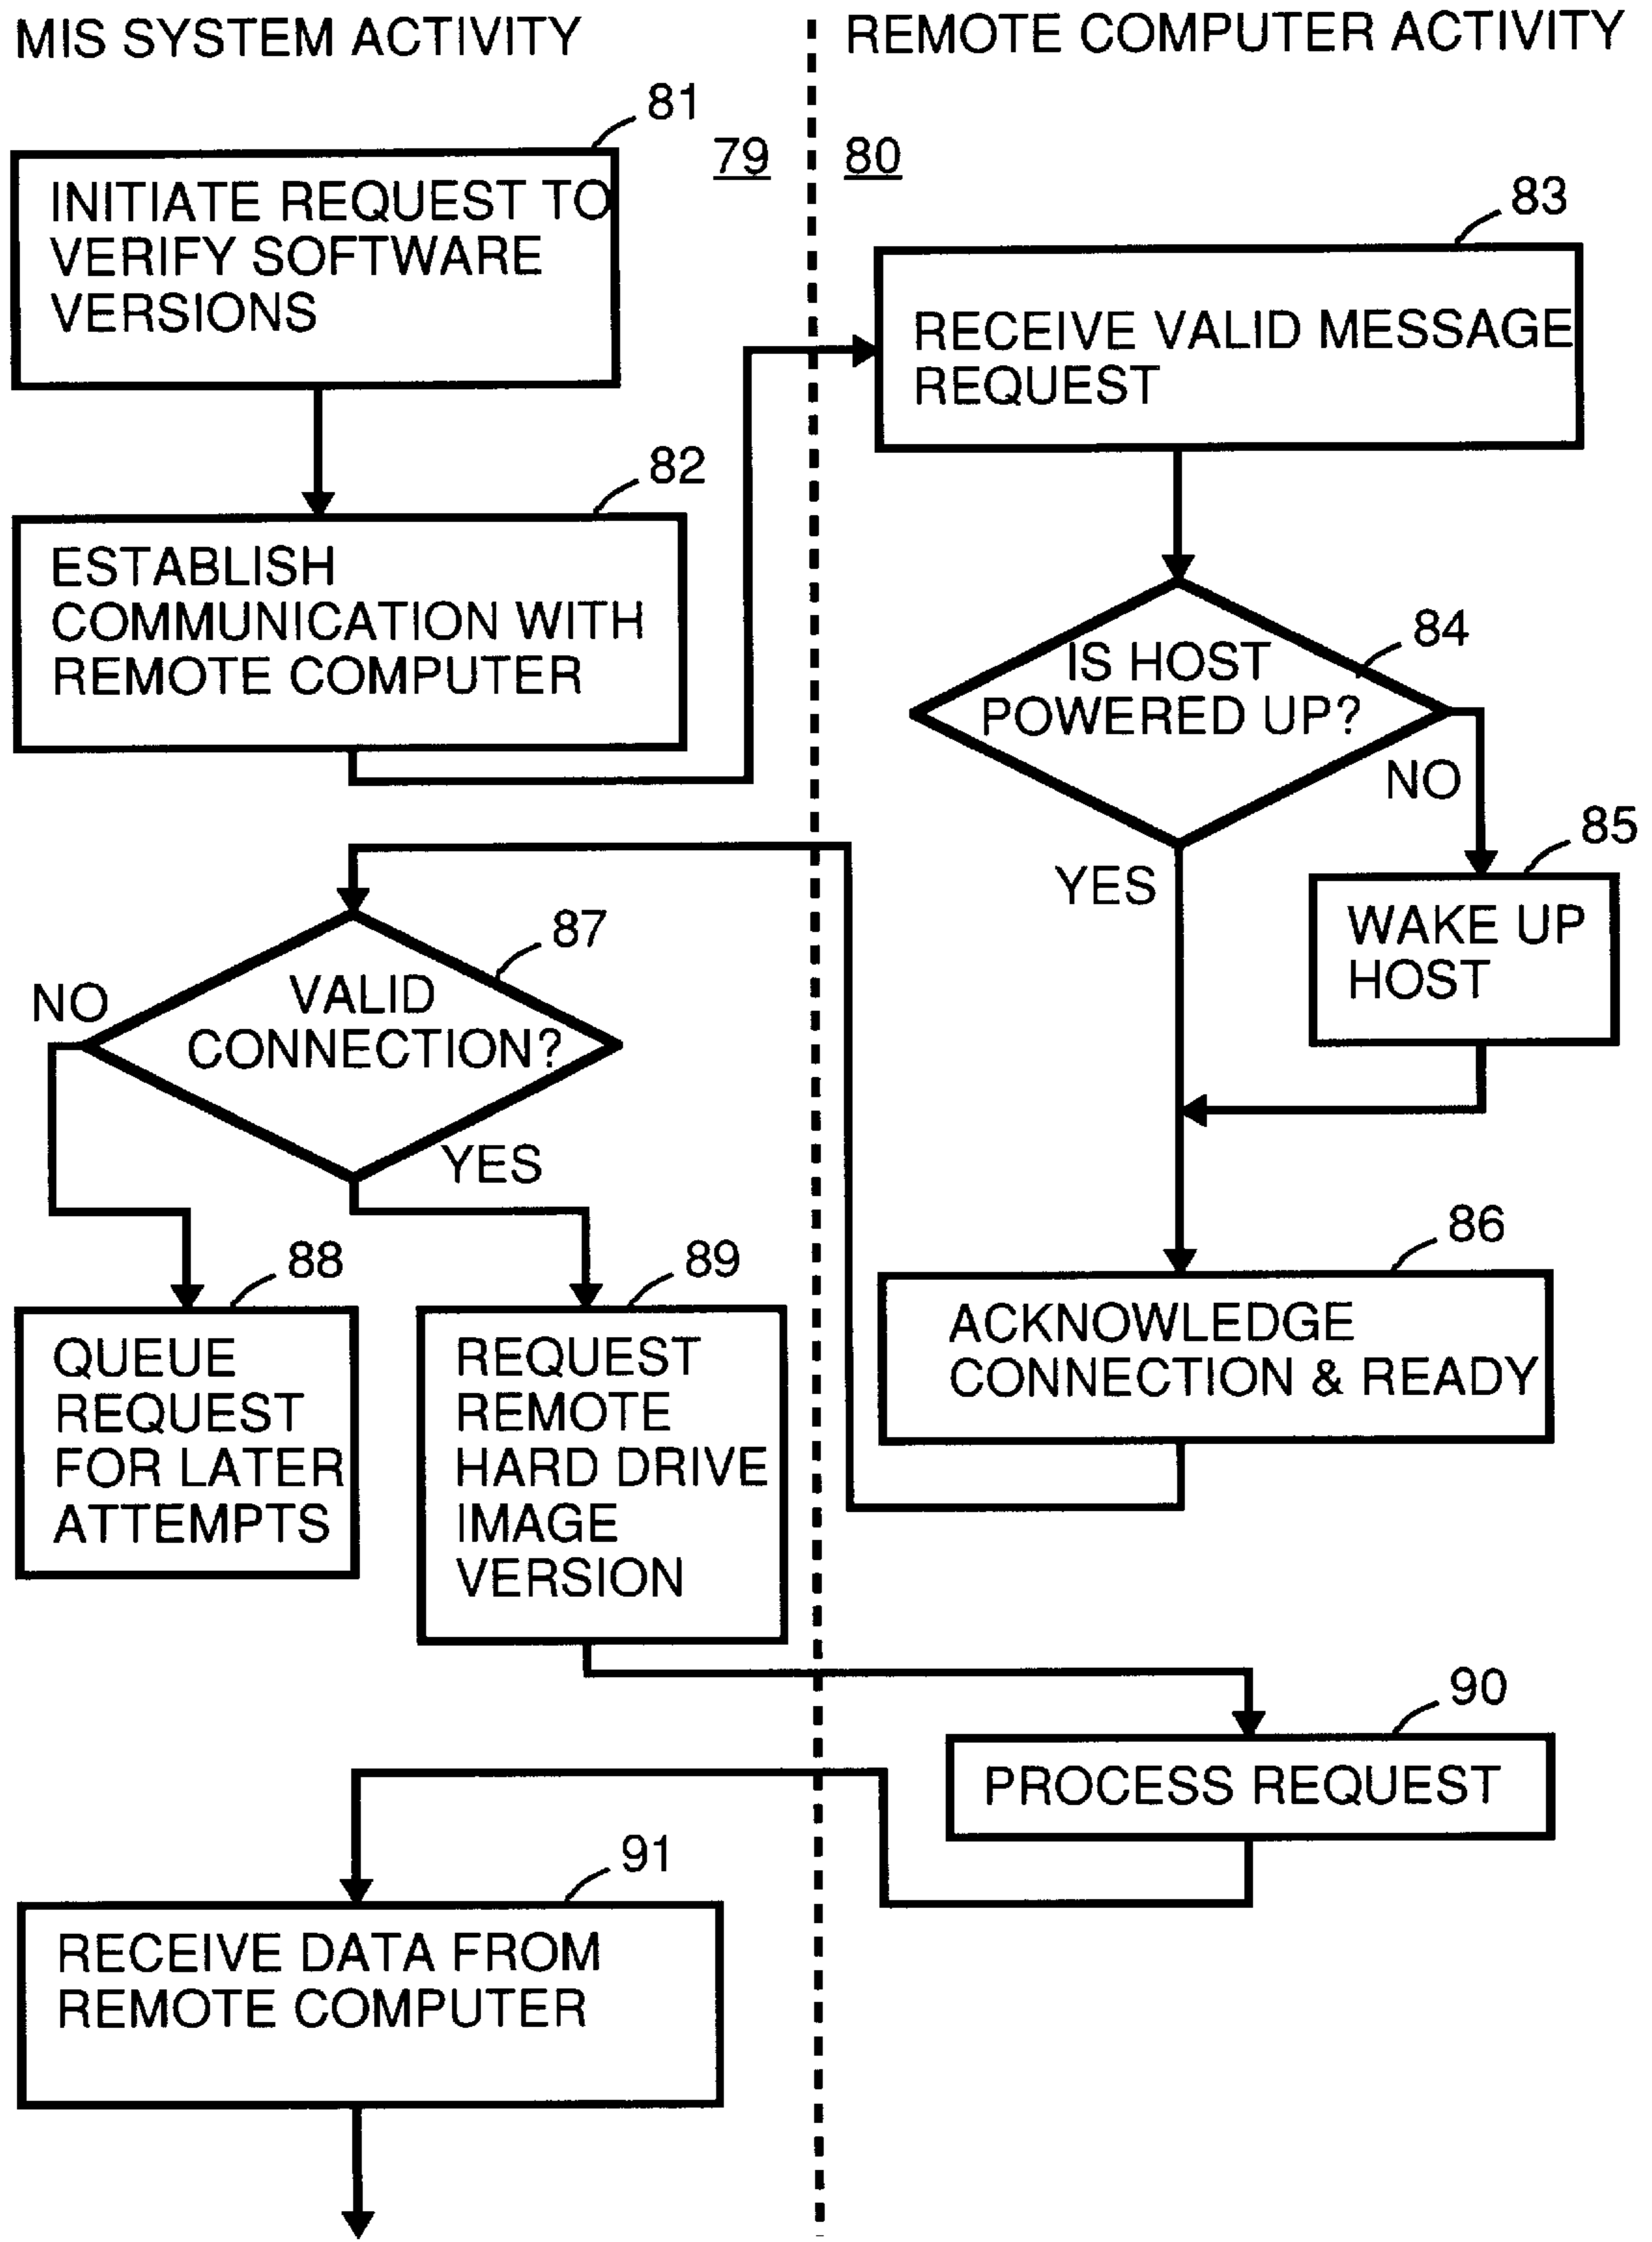 MIS SYSTEM ACTIVITY
REMOTE COMPUTER ACTIVITY
79
80
81
INITIATE REQUEST TO
VERIFY SOFTWARE
VERSIONS
82
ESTABLISH
COMMUNICATION WITH
REMOTE COMPUTER
83
RECEIVE VALID MESSAGE
REQUEST
84
IS HOST
POWERED UP?
NO
YES
85
WAKE UP
HOST
86
ACKNOWLEDGE
CONNECTION & READY
87
VALID
CONNECTION?
NO
YES
88
QUEUE
REQUEST
FOR LATER
ATTEMPTS
89
REQUEST
REMOTE
HARD DRIVE
IMAGE
VERSION
90
PROCESS REQUEST
91
RECEIVE DATA FROM
REMOTE COMPUTER